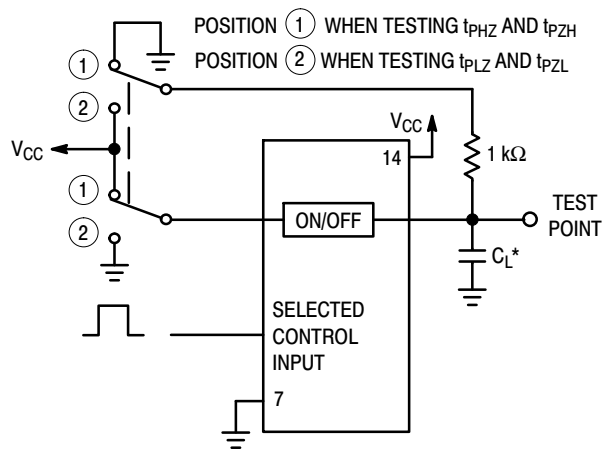 POSITION 1 WHEN TESTING tPHZ AND tPZH
POSITION 2 WHEN TESTING tPLZ AND tPZL
1
2
VCC
1
2
VCC
14
1 kΩ
ON/OFF
TEST
POINT
CL*
SELECTED
CONTROL
INPUT
7